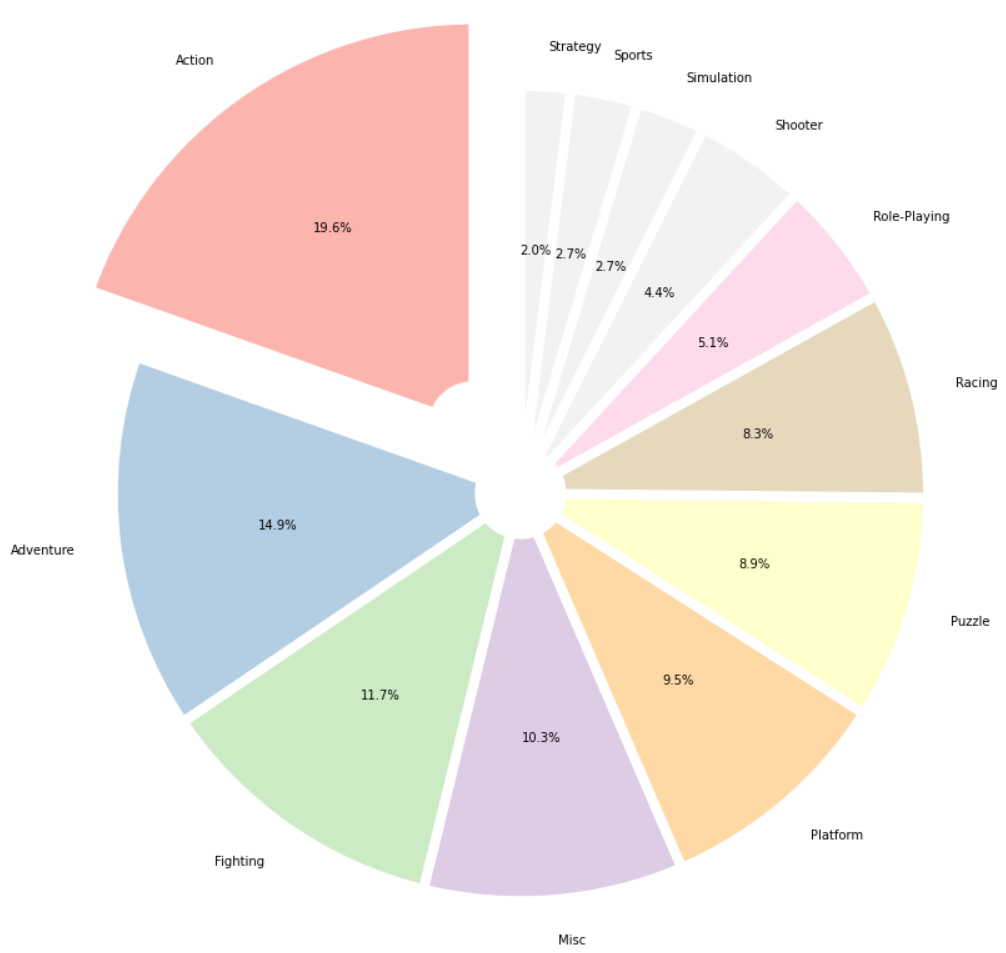 Strategy
Sports
Action
Simulation
Shooter
Role-Playing
19.6%
2.0%
2.7%
2.7%
4.4%
5.1%
Racing
8.3%
14.9%
Adventure
8.9%
Puzzle
11.7%
9.5%
10.3%
Platform
Fighting
Misc